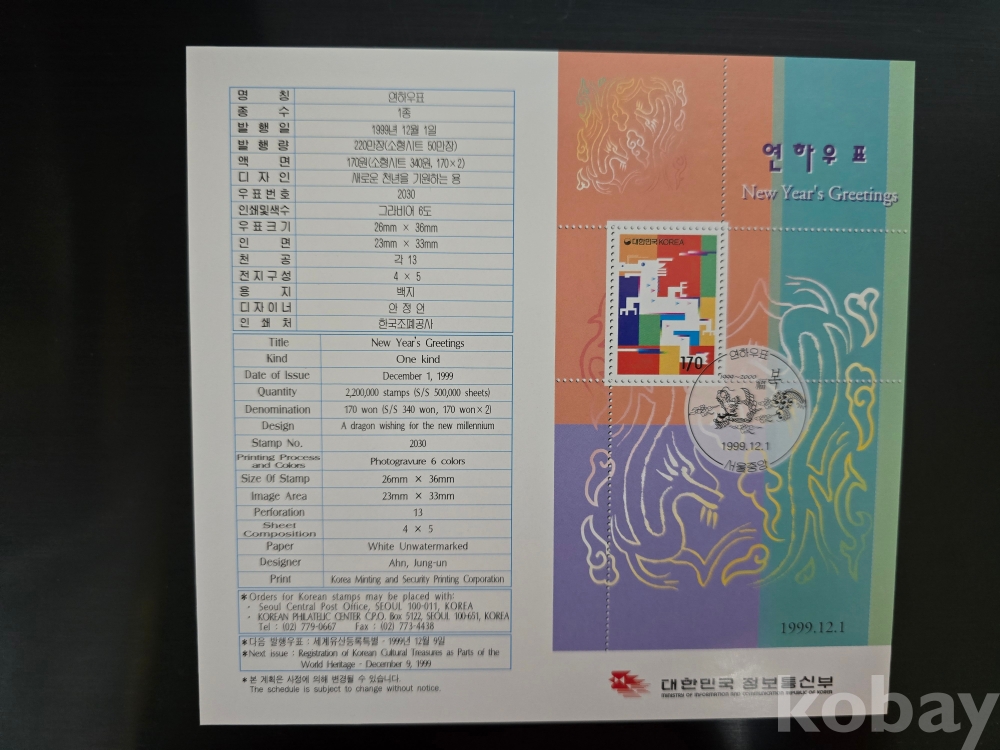 명 칭 연하우표
종 수 1종
발 행 일 1999년 12월 1일
발 행 량 220만장(소형시트 50만장)
액 면 170원(소형시트 340원, 170×2)
디 자 인 새로운 천년을 기원하는 용
우 표 번 호 2030
인쇄및색수 그라비어 6도
우 표 크 기 26mm × 36mm
인 면 23mm × 33mm
천 공 각 13
전 지 구 성 4 × 5
용 지 백지
디 자 이 너 안 정 언
인 쇄 처 한국조폐공사
Title New Year's Greetings
Kind One kind
Date of Issue December 1, 1999
Quantity 2,200,000 stamps (S/S 500,000 sheets)
Denomination 170 won (S/S 340 won, 170 won×2)
Design A dragon wishing for the new millennium
Stamp No. 2030
Printing Process and Colors Photogravure 6 colors
Size Of Stamp 26mm × 36mm
Image Area 23mm × 33mm
Perforation 13
Sheet Composition 4 × 5
Paper White Unwatermarked
Designer Ahn, Jung-un
Print Korea Minting and Security Printing Corporation
* Orders for Korean stamps may be placed with:
· Seoul Central Post Office, SEOUL 100-011, KOREA
· KOREAN PHILATELIC CENTER C.P.O. Box 5122, SEOUL 100-651, KOREA
Tel : (02) 779-0667 Fax : (02) 773-4438
* 다음 발행우표 : 세계유산등록특별 - 1999년 12월 9일
* Next issue : Registration of Korean Cultural Treasures as Parts of the
World Heritage - December 9, 1999
* 본 계획은 사정에 의해 변경될 수 있습니다.
The schedule is subject to change without notice.
연하우표
New Year's Greetings
대한민국 KOREA
170
연하우표
1999~2000
복
1999.12.1
서울중앙
1999.12.1
대한민국 정보통신부
MINISTRY OF INFORMATION AND COMMUNICATION REPUBLIC OF KOREA
kobay